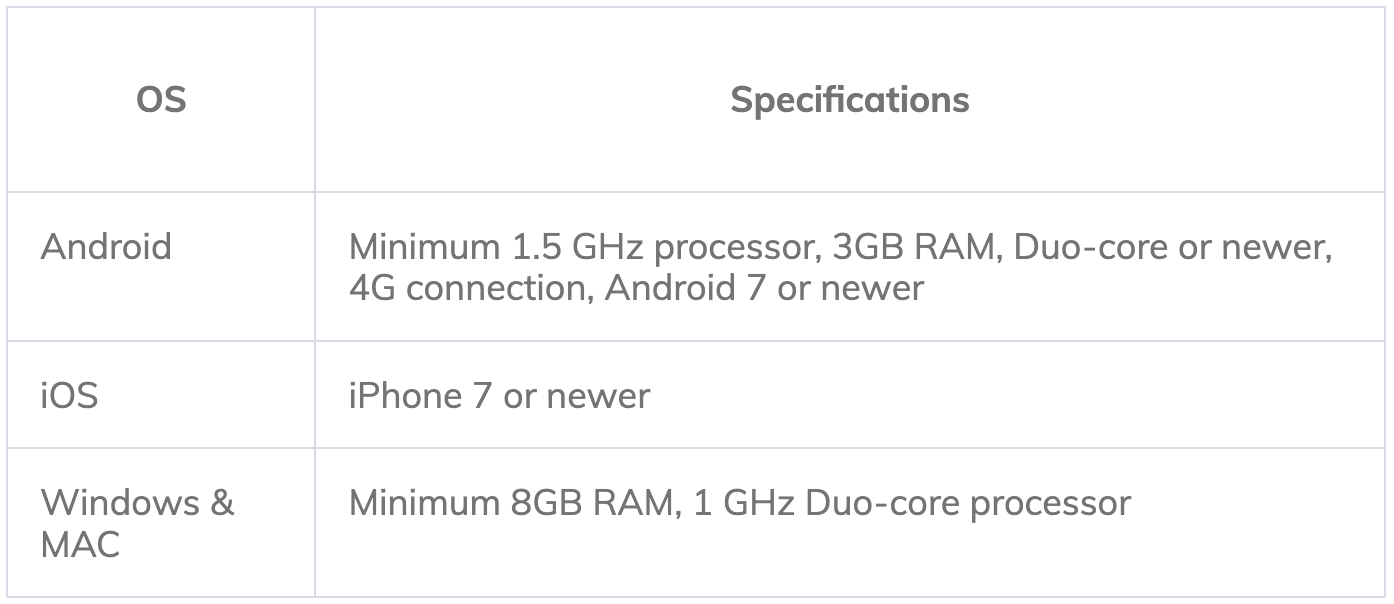 OS
Specifications
Android
Minimum 1.5 GHz processor, 3GB RAM, Duo-core or newer,
4G connection, Android 7 or newer
iOS
iPhone 7 or newer
Windows &
MAC
Minimum 8GB RAM, 1 GHz Duo-core processor